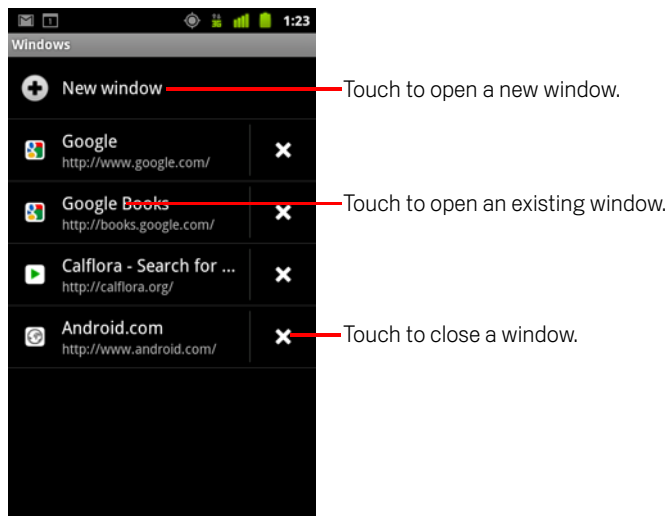 1 3G 1:23
Windows
New window
Touch to open a new window.
Google
http://www.google.com/
Google Books
http://books.google.com/
Touch to open an existing window.
Calflora - Search for ...
http://calflora.org/
Android.com
http://www.android.com/
Touch to close a window.